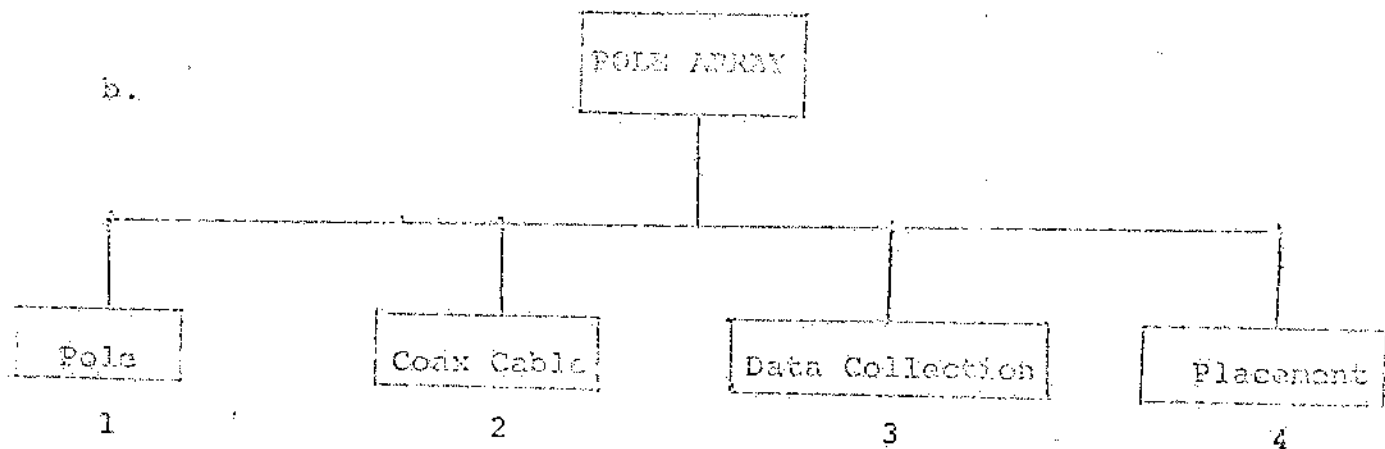 POLE ARRAY
b.
Pole
Coax Cable
Data Collection
Placement
1
2
3
4